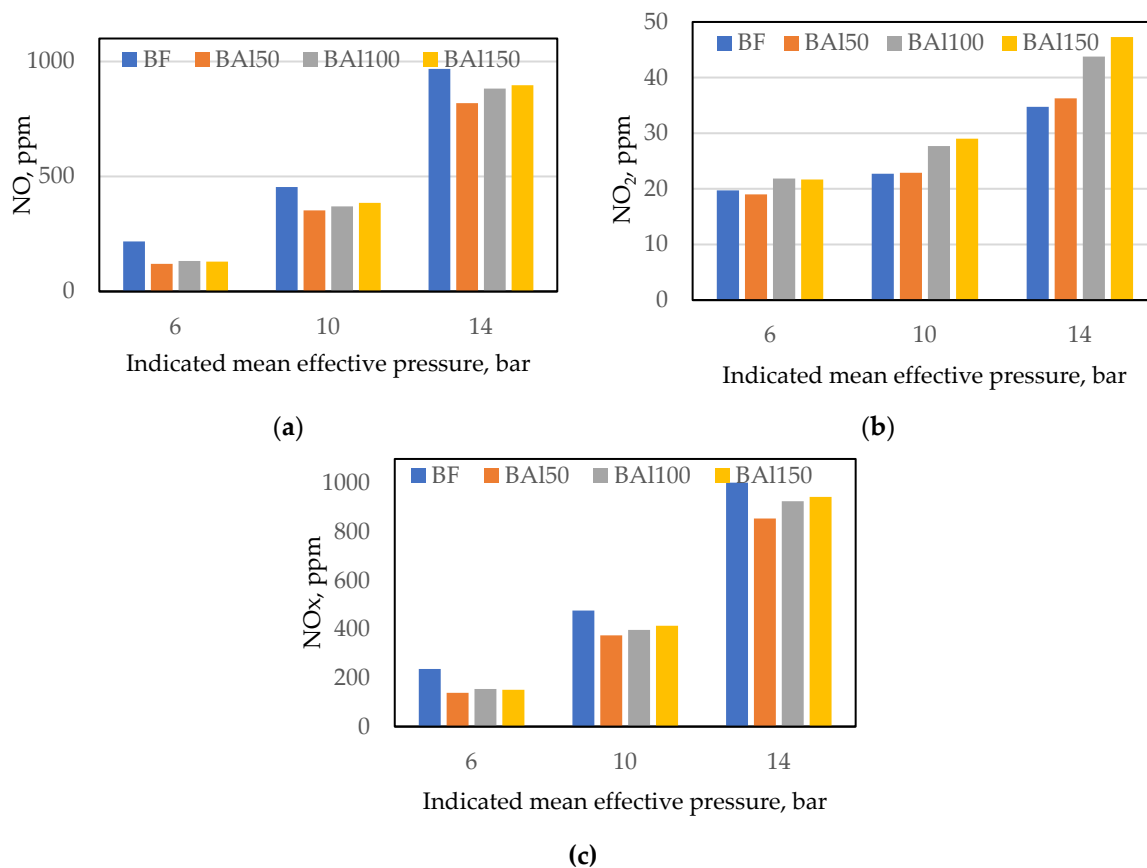 BF BAl50 BAl100 BAl150
1000
500
0
NO, ppm
6 10 14
Indicated mean effective pressure, bar
(a)
BF BAl50 BAl100 BAl150
50
40
30
20
10
0
NO₂, ppm
6 10 14
Indicated mean effective pressure, bar
(b)
BF BAl50 BAl100 BAl150
1000
800
600
400
200
0
NOx, ppm
6 10 14
Indicated mean effective pressure, bar
(c)